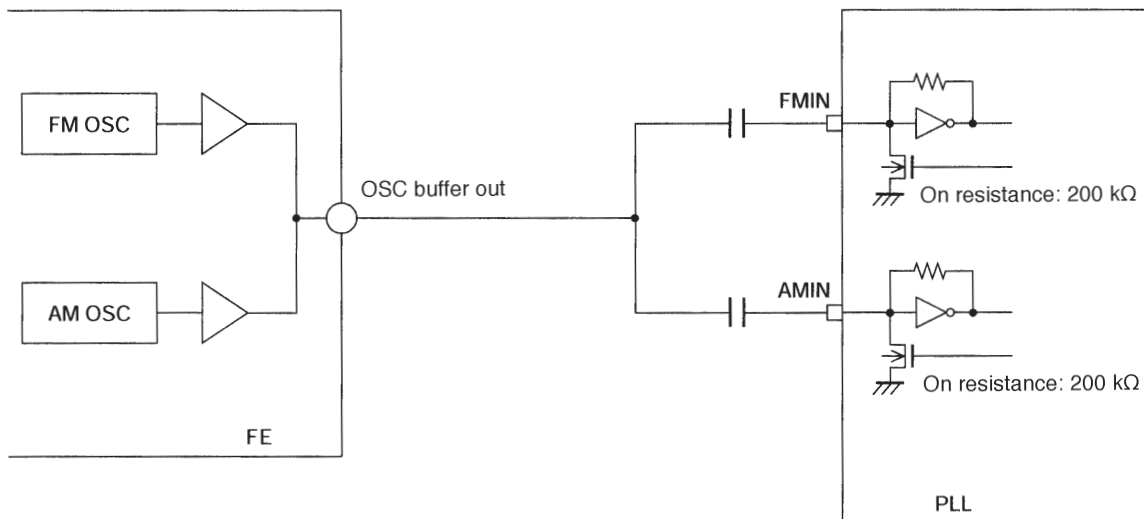 FM OSC
AM OSC
FE
OSC buffer out
FMIN
On resistance: 200 kΩ
AMIN
On resistance: 200 kΩ
PLL